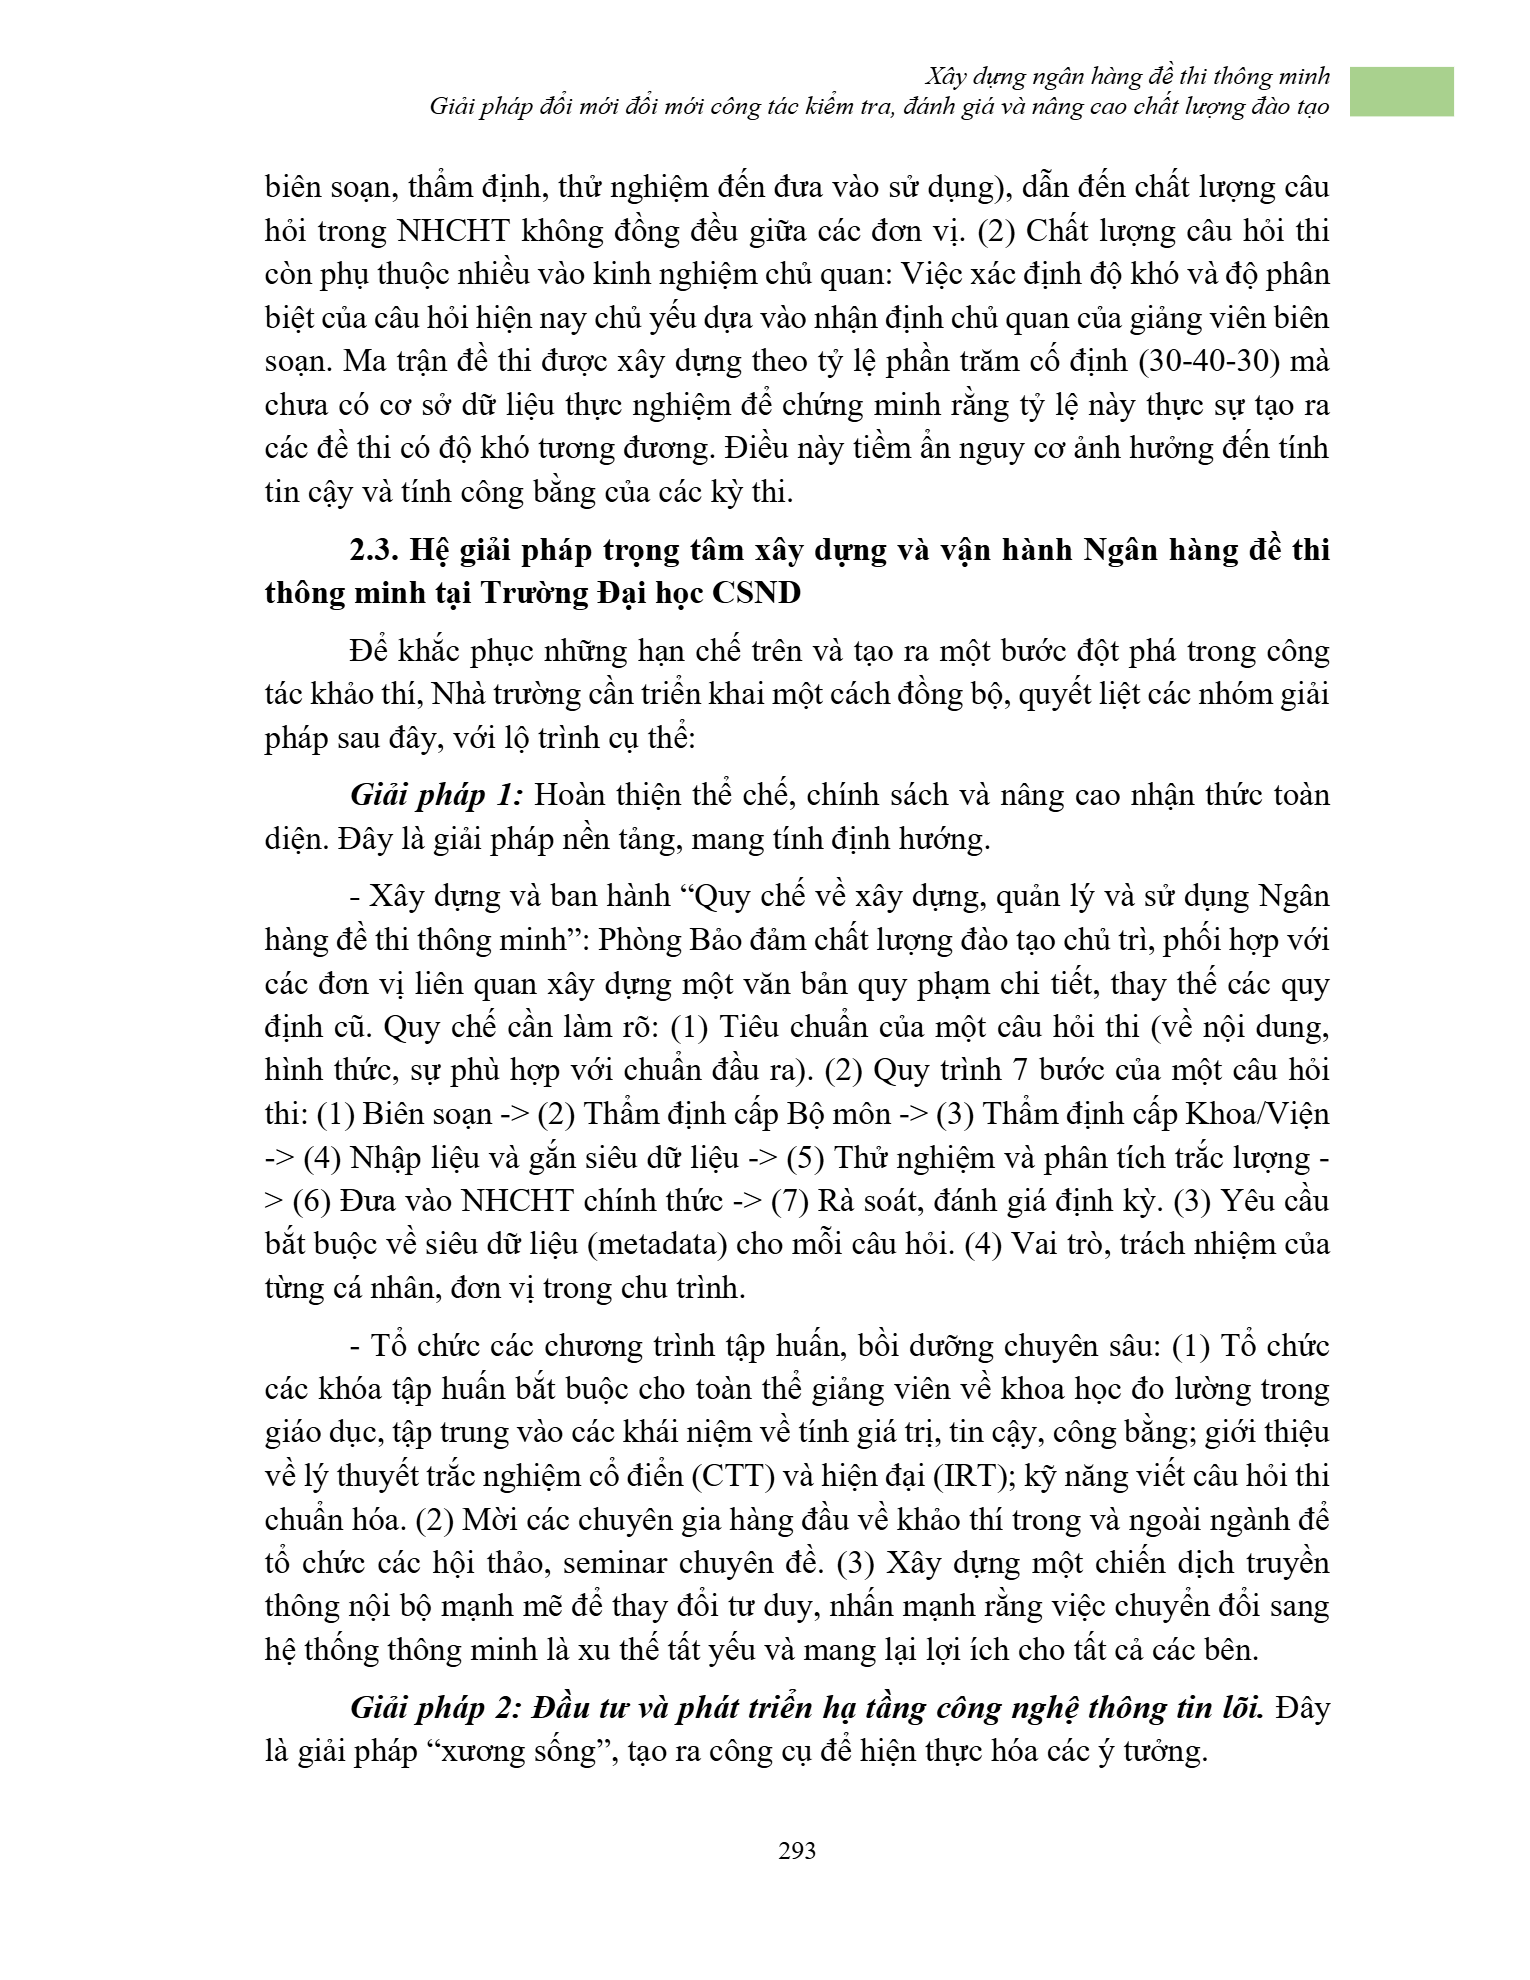 Xây dựng ngân hàng đề thi thông minh
Giải pháp đổi mới đổi mới công tác kiểm tra, đánh giá và nâng cao chất lượng đào tạo
biên soạn, thẩm định, thử nghiệm đến đưa vào sử dụng), dẫn đến chất lượng câu
hỏi trong NHCHT không đồng đều giữa các đơn vị. (2) Chất lượng câu hỏi thi
còn phụ thuộc nhiều vào kinh nghiệm chủ quan: Việc xác định độ khó và độ phân
biệt của câu hỏi hiện nay chủ yếu dựa vào nhận định chủ quan của giảng viên biên
soạn. Ma trận đề thi được xây dựng theo tỷ lệ phần trăm cố định (30-40-30) mà
chưa có cơ sở dữ liệu thực nghiệm để chứng minh rằng tỷ lệ này thực sự tạo ra
các đề thi có độ khó tương đương. Điều này tiềm ẩn nguy cơ ảnh hưởng đến tính
tin cậy và tính công bằng của các kỳ thi.
2.3. Hệ giải pháp trọng tâm xây dựng và vận hành Ngân hàng đề thi
thông minh tại Trường Đại học CSND
Để khắc phục những hạn chế trên và tạo ra một bước đột phá trong công
tác khảo thí, Nhà trường cần triển khai một cách đồng bộ, quyết liệt các nhóm giải
pháp sau đây, với lộ trình cụ thể:
Giải pháp 1: Hoàn thiện thể chế, chính sách và nâng cao nhận thức toàn
diện. Đây là giải pháp nền tảng, mang tính định hướng.
- Xây dựng và ban hành “Quy chế về xây dựng, quản lý và sử dụng Ngân
hàng đề thi thông minh”: Phòng Bảo đảm chất lượng đào tạo chủ trì, phối hợp với
các đơn vị liên quan xây dựng một văn bản quy phạm chi tiết, thay thế các quy
định cũ. Quy chế cần làm rõ: (1) Tiêu chuẩn của một câu hỏi thi (về nội dung,
hình thức, sự phù hợp với chuẩn đầu ra). (2) Quy trình 7 bước của một câu hỏi
thi: (1) Biên soạn -> (2) Thẩm định cấp Bộ môn -> (3) Thẩm định cấp Khoa/Viện
-> (4) Nhập liệu và gắn siêu dữ liệu -> (5) Thử nghiệm và phân tích trắc lượng -
> (6) Đưa vào NHCHT chính thức -> (7) Rà soát, đánh giá định kỳ. (3) Yêu cầu
bắt buộc về siêu dữ liệu (metadata) cho mỗi câu hỏi. (4) Vai trò, trách nhiệm của
từng cá nhân, đơn vị trong chu trình.
- Tổ chức các chương trình tập huấn, bồi dưỡng chuyên sâu: (1) Tổ chức
các khóa tập huấn bắt buộc cho toàn thể giảng viên về khoa học đo lường trong
giáo dục, tập trung vào các khái niệm về tính giá trị, tin cậy, công bằng; giới thiệu
về lý thuyết trắc nghiệm cổ điển (CTT) và hiện đại (IRT); kỹ năng viết câu hỏi thi
chuẩn hóa. (2) Mời các chuyên gia hàng đầu về khảo thí trong và ngoài ngành để
tổ chức các hội thảo, seminar chuyên đề. (3) Xây dựng một chiến dịch truyền
thông nội bộ mạnh mẽ để thay đổi tư duy, nhấn mạnh rằng việc chuyển đổi sang
hệ thống thông minh là xu thế tất yếu và mang lại lợi ích cho tất cả các bên.
Giải pháp 2: Đầu tư và phát triển hạ tầng công nghệ thông tin lõi. Đây
là giải pháp “xương sống”, tạo ra công cụ để hiện thực hóa các ý tưởng.
293